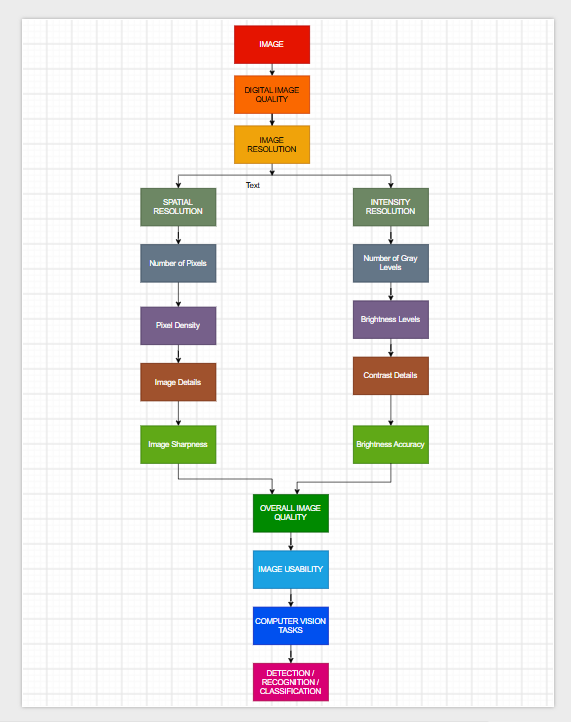 IMAGE
DIGITAL IMAGE
QUALITY
IMAGE
RESOLUTION
Text
SPATIAL
RESOLUTION
INTENSITY
RESOLUTION
Number of Pixels
Number of Gray
Levels
Pixel Density
Brightness Levels
Image Details
Contrast Details
Image Sharpness
Brightness Accuracy
OVERALL IMAGE
QUALITY
IMAGE USABILITY
COMPUTER VISION
TASKS
DETECTION /
RECOGNITION /
CLASSIFICATION